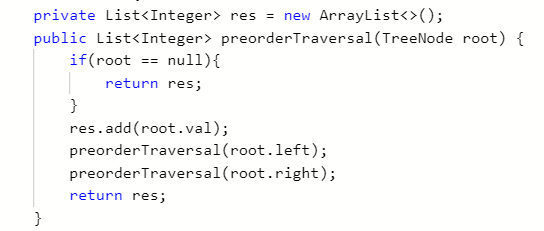 private List<Integer> res = new ArrayList<>();
public List<Integer> preorderTraversal(TreeNode root) {
    if(root == null){
        return res;
    }
    res.add(root.val);
    preorderTraversal(root.left);
    preorderTraversal(root.right);
    return res;
}